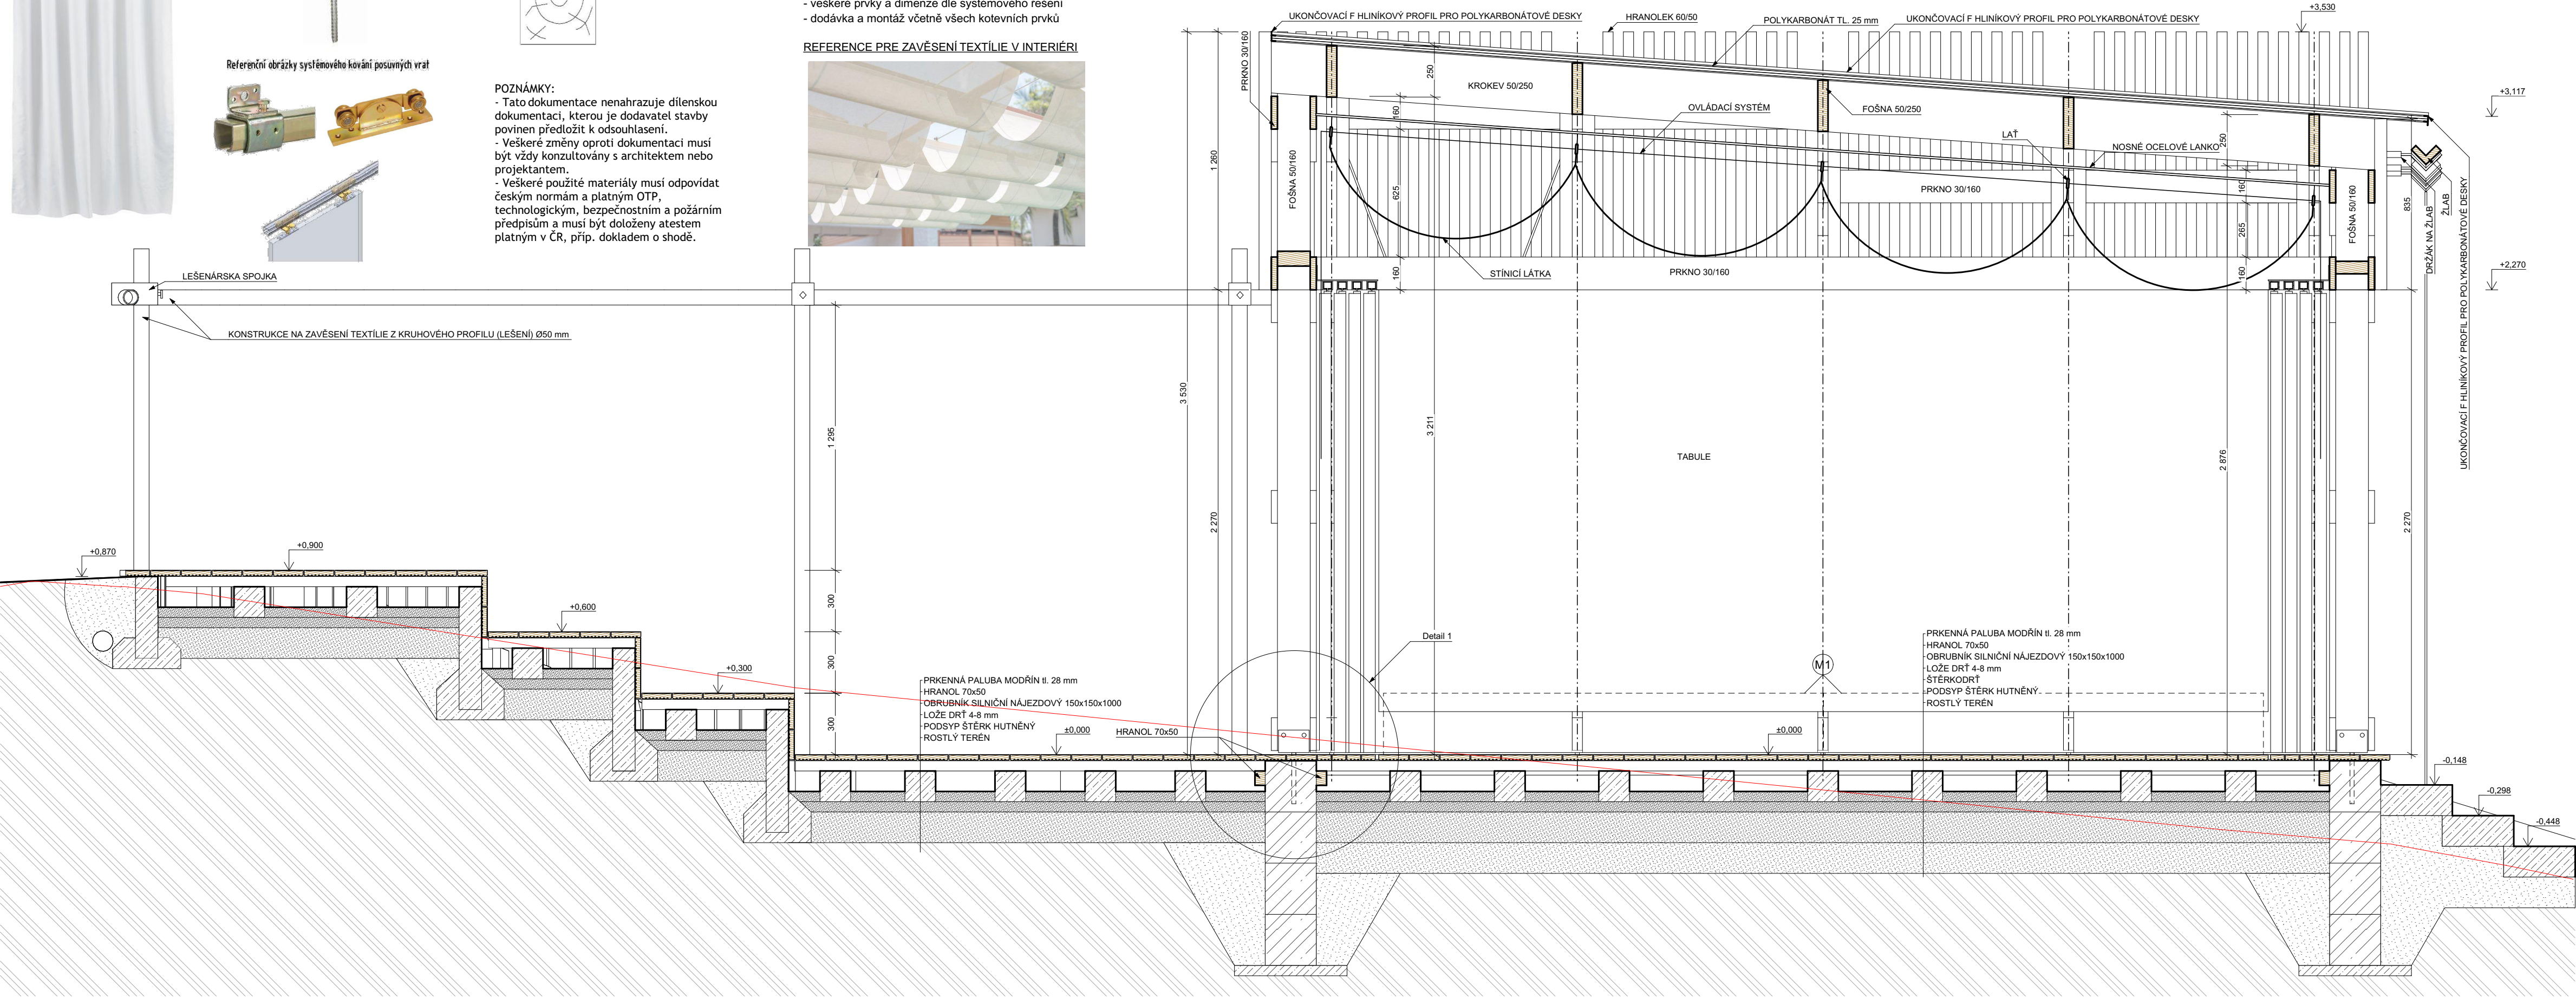 - veškeré prvky a dimenze dle systémového řešení
- dodávka a montáž včetně všech kotevních prvků
REFERENCE PRE ZAVĚSENÍ TEXTÍLIE V INTERIÉRI
Referenční obrázky systémového kování posuvných vrat
POZNÁMKY:
- Tato dokumentace nenahrazuje dílenskou
dokumentaci, kterou je dodavatel stavby
povinen předložit k odsouhlasení.
- Veškeré změny oproti dokumentaci musí
být vždy konzultovány s architektem nebo
projektantem.
- Veškeré použité materiály musí odpovídat
českým normám a platným OTP,
technologickým, bezpečnostním a požárním
předpisům a musí být doloženy atestem
platným v ČR, příp. dokladem o shodě.
LEŠENÁRSKA SPOJKA
KONSTRUKCE NA ZAVĚSENÍ TEXTÍLIE Z KRUHOVÉHO PROFILU (LEŠENÍ) Ø50 mm
UKONČOVACÍ F HLINÍKOVÝ PROFIL PRO POLYKARBONÁTOVÉ DESKY
HRANOLEK 60/50
POLYKARBONÁT TL. 25 mm
UKONČOVACÍ F HLINÍKOVÝ PROFIL PRO POLYKARBONÁTOVÉ DESKY
+3,530
PRKNO 30/160
250
KROKEV 50/250
OVLÁDACÍ SYSTÉM
FOŠNA 50/250
LAŤ
NOSNÉ OCELOVÉ LANKO
250
+3,117
160
1 260
FOŠNA 50/160
625
PRKNO 30/160
160
265
FOŠNA 50/160
835
DRŽÁK NA ŽLAB
ŽLAB
UKONČOVACÍ F HLINÍKOVÝ PROFIL PRO POLYKARBONÁTOVÉ DESKY
160
STÍNICÍ LÁTKA
PRKNO 30/160
160
+2,270
3 530
1 295
3 211
TABULE
2 876
2 270
2 270
+0,870
+0,900
+0,600
+0,300
300
300
300
Detail 1
M1
PRKENNÁ PALUBA MODŘÍN tl. 28 mm
HRANOL 70x50
OBRUBNÍK SILNIČNÍ NÁJEZDOVÝ 150x150x1000
LOŽE DRŤ 4-8 mm
PODSYP ŠTĚRK HUTNĚNÝ
ROSTLÝ TERÉN
±0,000
HRANOL 70x50
±0,000
PRKENNÁ PALUBA MODŘÍN tl. 28 mm
HRANOL 70x50
OBRUBNÍK SILNIČNÍ NÁJEZDOVÝ 150x150x1000
LOŽE DRŤ 4-8 mm
ŠTĚRKODRŤ
PODSYP ŠTĚRK HUTNĚNÝ
ROSTLÝ TERÉN
-0,148
-0,298
-0,448